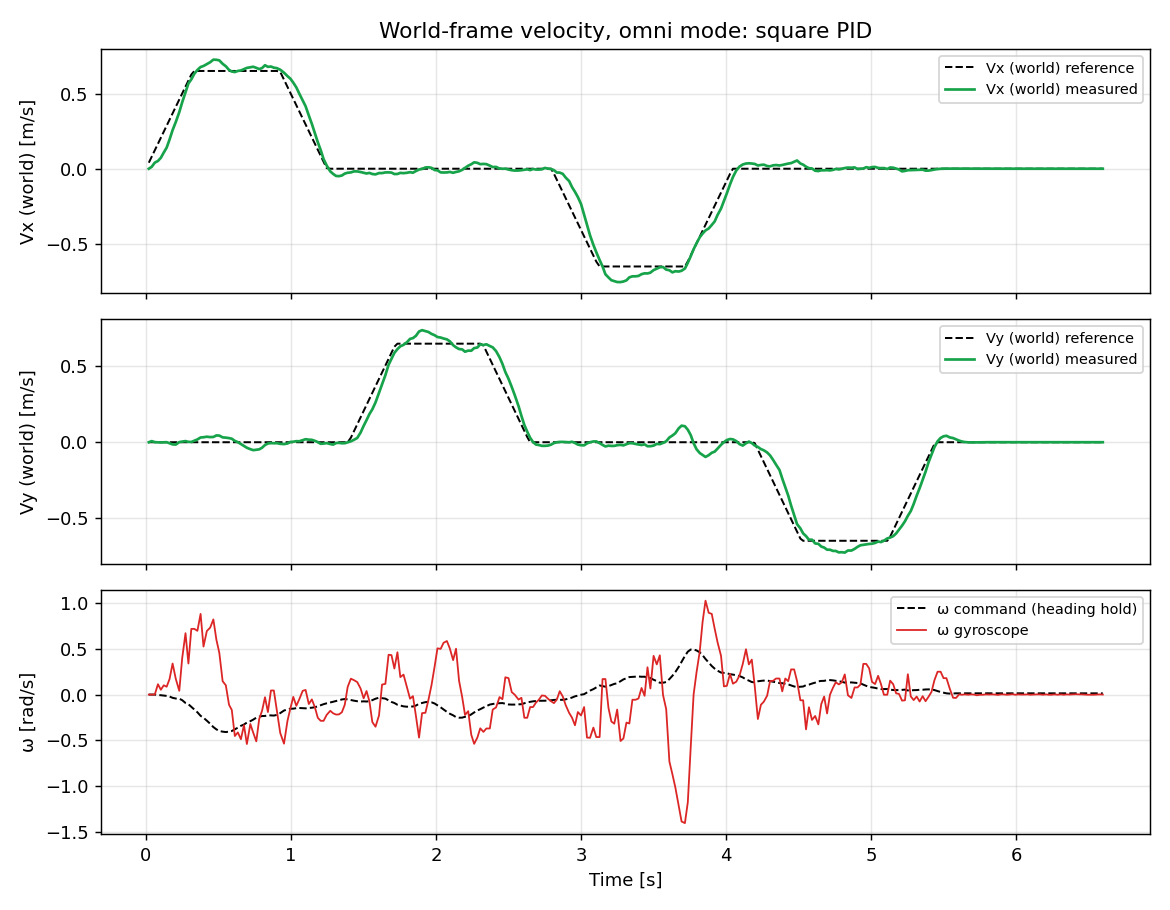 World-frame velocity, omni mode: square PID
Vx (world) [m/s]
0.5
0.0
−0.5
Vx (world) reference
Vx (world) measured
Vy (world) [m/s]
0.5
0.0
−0.5
Vy (world) reference
Vy (world) measured
ω [rad/s]
1.0
0.5
0.0
−0.5
−1.0
−1.5
ω command (heading hold)
ω gyroscope
0 1 2 3 4 5 6
Time [s]